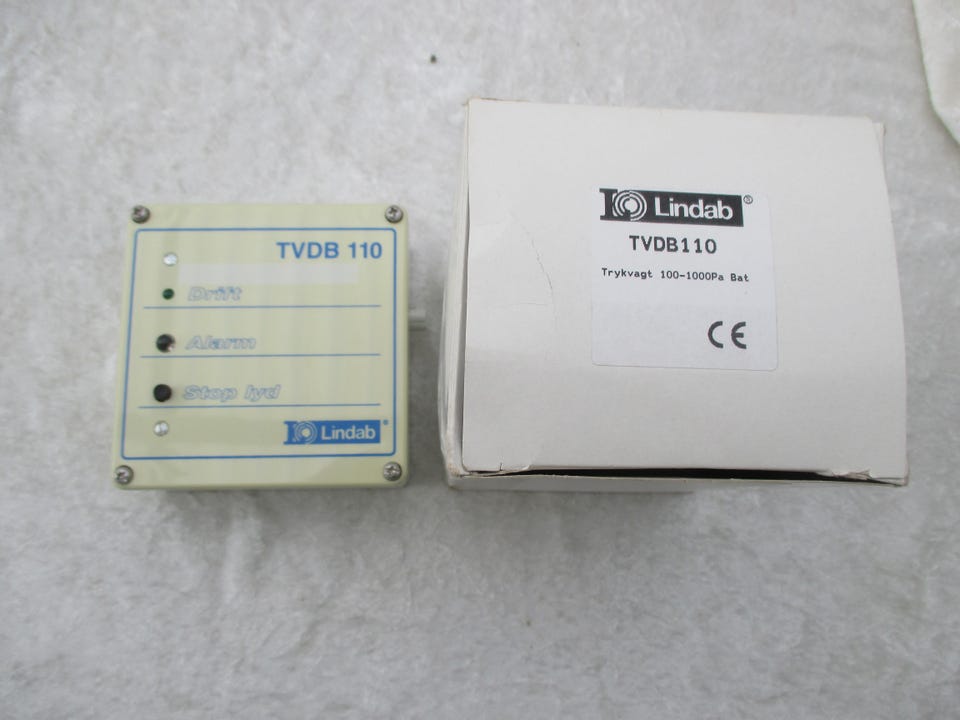 TVDB 110
Drift
Alarm
Stop lyd
Lindab®
Lindab®
TVDB110
Trykvagt 100-1000Pa Bat
CE